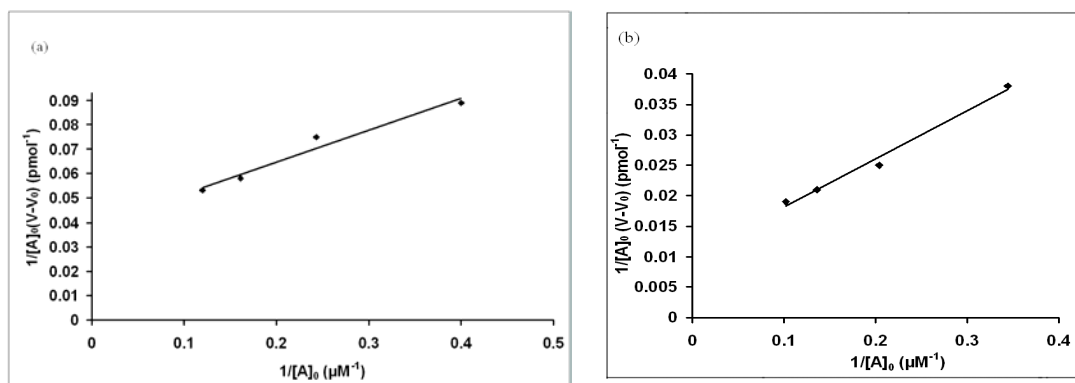 (a)
0.09
0.08
0.07
0.06
0.05
0.04
0.03
0.02
0.01
0
1/[A]₀(V-V₀) (pmol⁻¹)
0 0.1 0.2 0.3 0.4 0.5
1/[A]₀ (µM⁻¹)
(b)
0.04
0.035
0.03
0.025
0.02
0.015
0.01
0.005
0
1/[A]₀ (V-V₀) (pmol⁻¹)
0 0.1 0.2 0.3 0.4
1/[A]₀ (µM⁻¹)